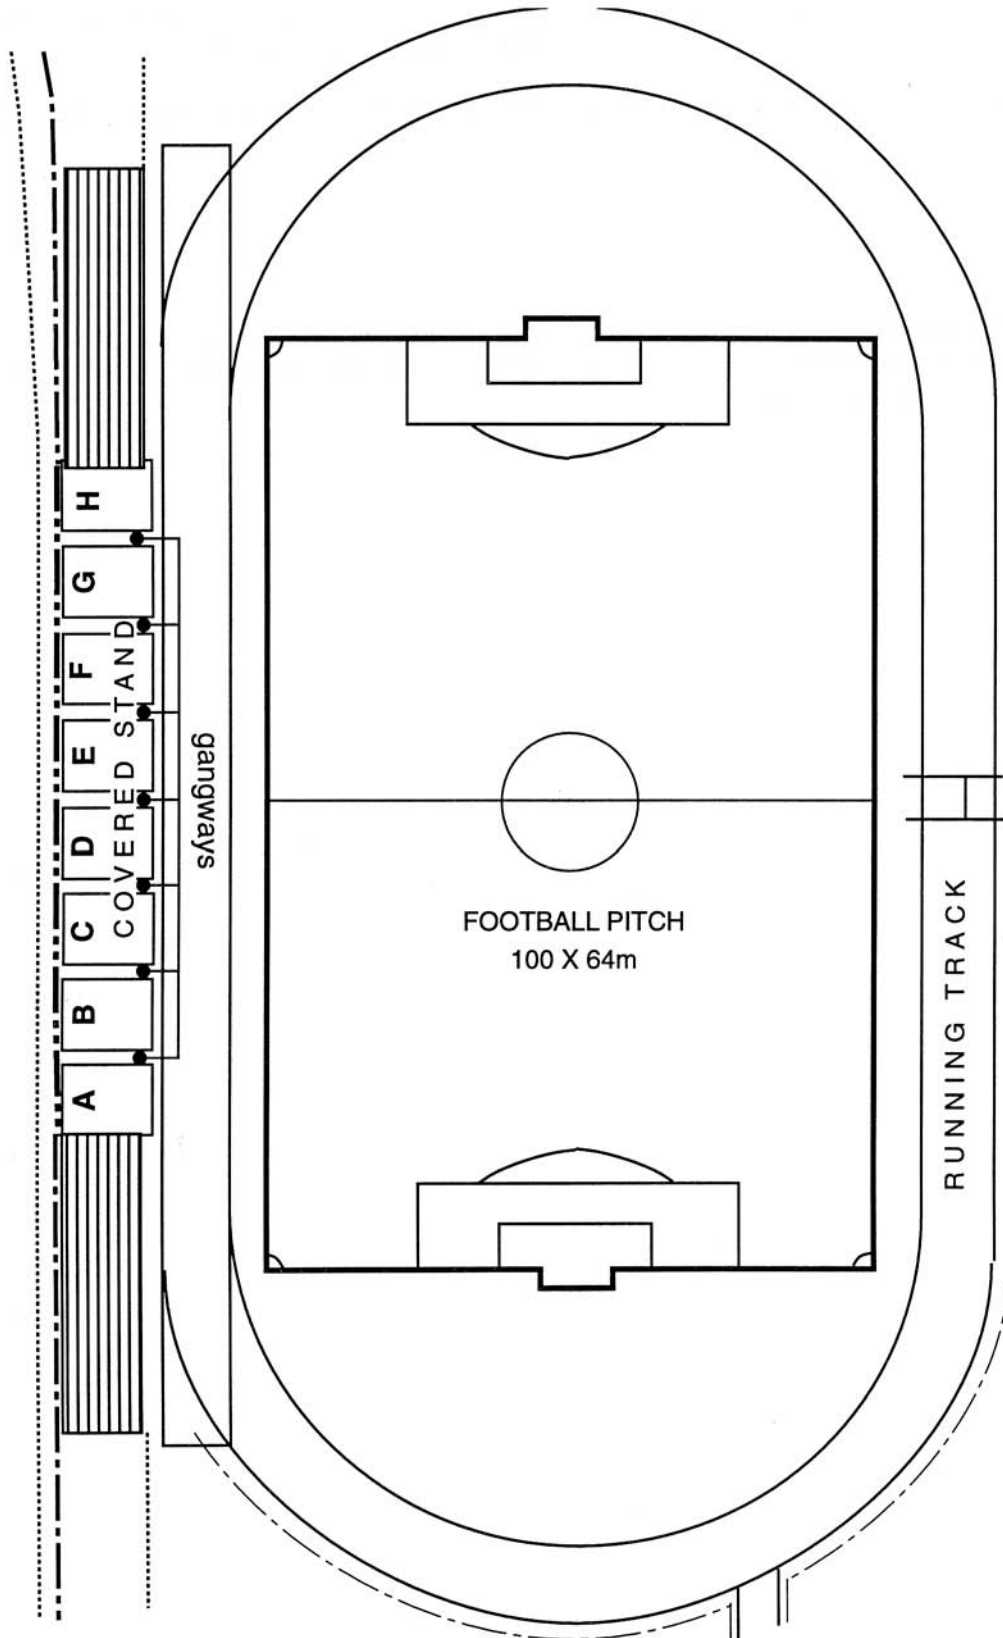 H
G
F
E
D
C
B
A
COVERED STAND
gangways
FOOTBALL PITCH
100 X 64m
RUNNING TRACK